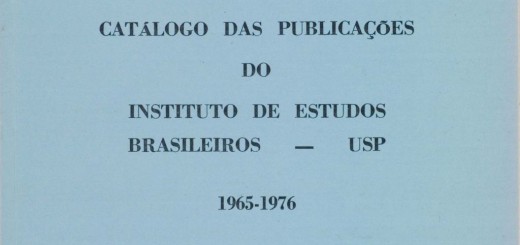 CATÁLOGO DAS PUBLICAÇÕES
DO
INSTITUTO DE ESTUDOS
BRASILEIROS — USP
1965-1976